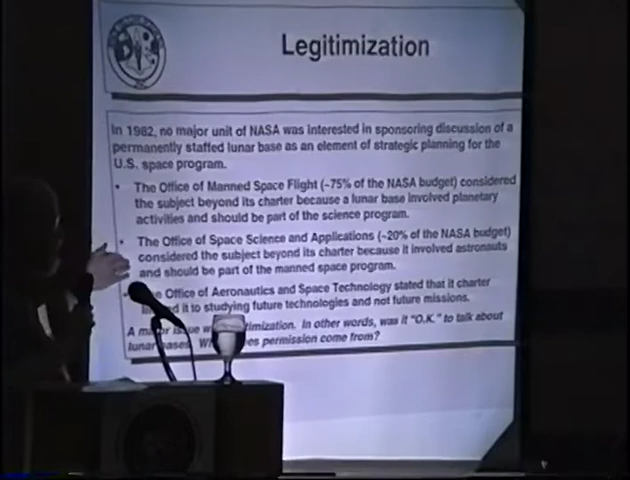 Legitimization
In 1982, no major unit of NASA was interested in sponsoring discussion of a
permanently staffed lunar base as an element of strategic planning for the
U.S. space program.
• The Office of Manned Space Flight (~75% of the NASA budget) considered
the subject beyond its charter because a lunar base involved planetary
activities and should be part of the science program.
• The Office of Space Science and Applications (~20% of the NASA budget)
considered the subject beyond its charter because it involved astronauts
and should be part of the manned space program.
Office of Aeronautics and Space Technology stated that it charter
it to studying future technologies and not future missions.
A major issue timization. In other words, was it "O.K." to talk about
lunar bases. es permission come from?